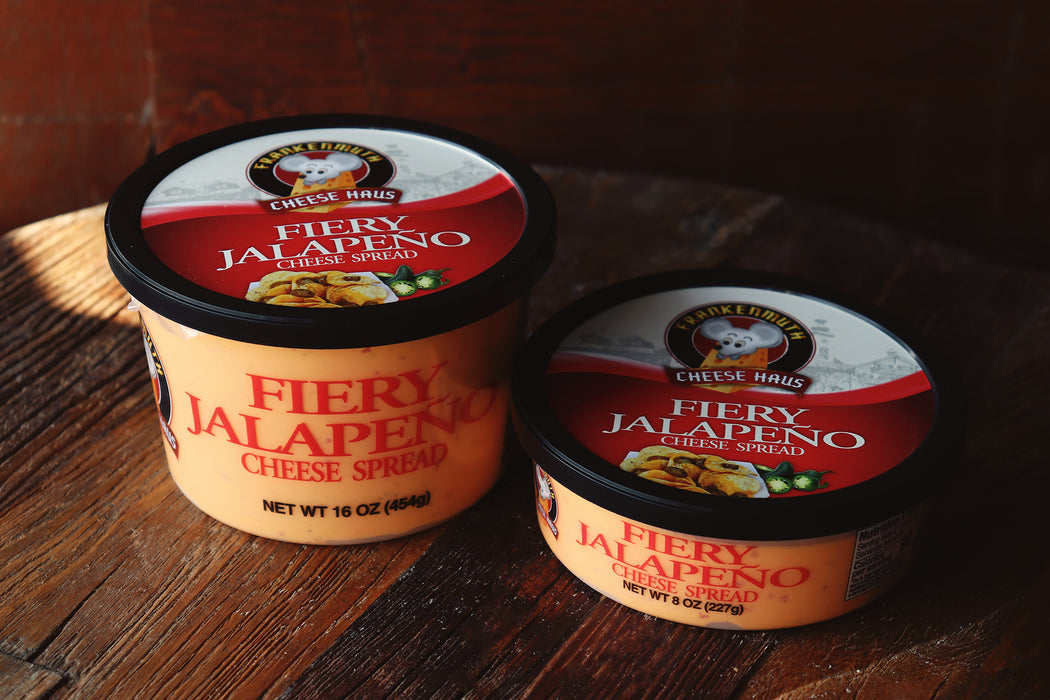 FRANKENMUTH
CHEESE HAUS
FIERY
JALAPEÑO
CHEESE SPREAD
FIERY
JALAPEÑO
CHEESE SPREAD
NET WT 16 OZ (454g)
FRANKENMUTH
CHEESE HAUS
FIERY
JALAPEÑO
CHEESE SPREAD
FIERY
JALAPEÑO
CHEESE SPREAD
NET WT 8 OZ (227g)